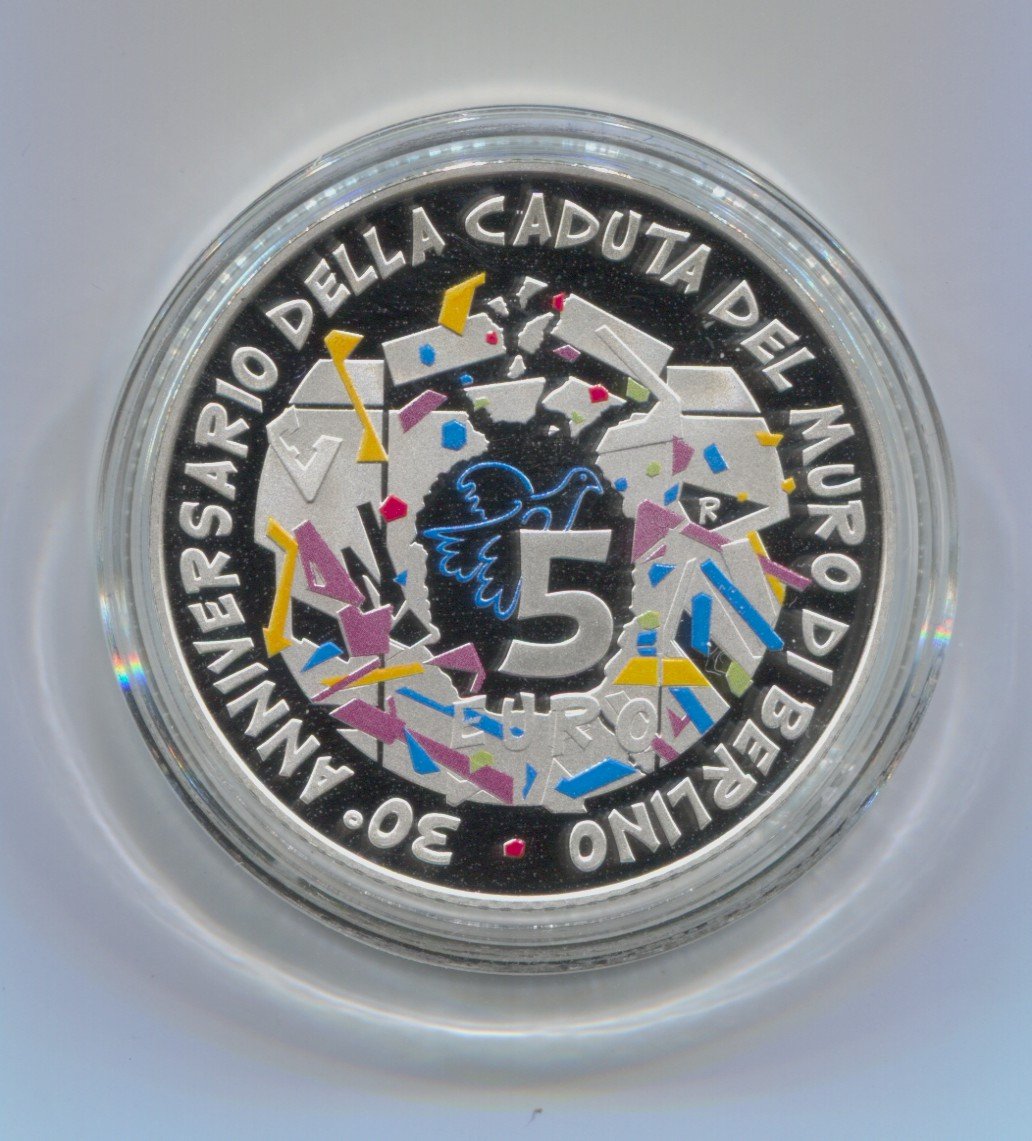 30° ANNIVERSARIO DELLA CADUTA DEL MURO DI BERLINO
5
EURO
R